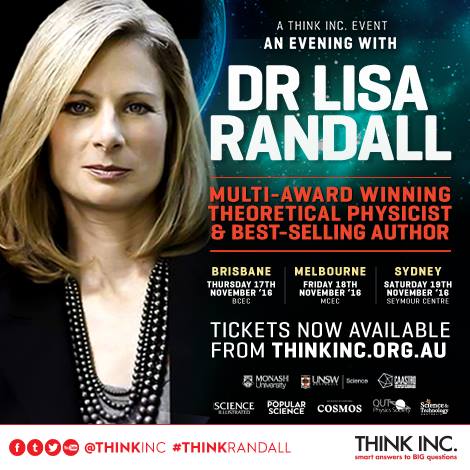 A THINK INC. EVENT
AN EVENING WITH
DR LISA
RANDALL
MULTI-AWARD WINNING
THEORETICAL PHYSICIST
& BEST-SELLING AUTHOR
BRISBANE
THURSDAY 17TH
NOVEMBER '16
BCEC
MELBOURNE
FRIDAY 18TH
NOVEMBER '16
MCEC
SYDNEY
SATURDAY 19TH
NOVEMBER '16
SEYMOUR CENTRE
TICKETS NOW AVAILABLE
FROM THINKINC.ORG.AU
MONASH
University
UNSW
Science
CAASTRO
SCIENCE
ILLUSTRATED
POPULAR
SCIENCE
COSMOS
QUT
Physics Society
Science &
Technology
@THINKINC #THINKRANDALL
THINK INC.
smart answers to BIG questions